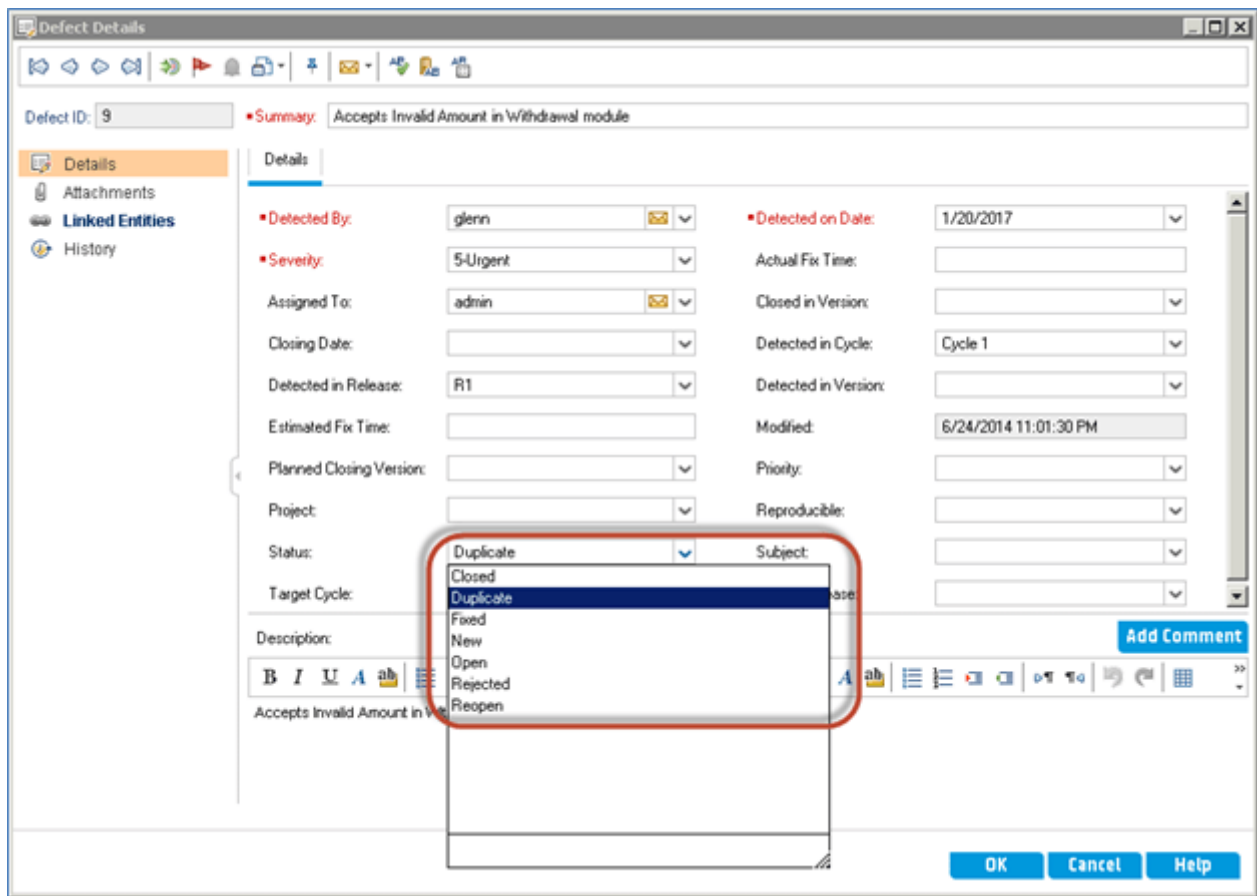 Defect Details
Defect ID: 9 •Summary: Accepts Invalid Amount in Withdrawal module
Details
Attachments
Linked Entities
History
Details
•Detected By: glenn •Detected on Date: 1/20/2017
•Severity: 5-Urgent Actual Fix Time:
Assigned To: admin Closed in Version:
Closing Date: Detected in Cycle: Cycle 1
Detected in Release: R1 Detected in Version:
Estimated Fix Time: Modified: 6/24/2014 11:01:30 PM
Planned Closing Version: Priority:
Project: Reproducible:
Status: Duplicate Subject:
Target Cycle:
Closed
Duplicate
Fixed
New
Open
Rejected
Reopen
Description: Add Comment
B I U A ab A ab
Accepts Invalid Amount in
OK Cancel Help